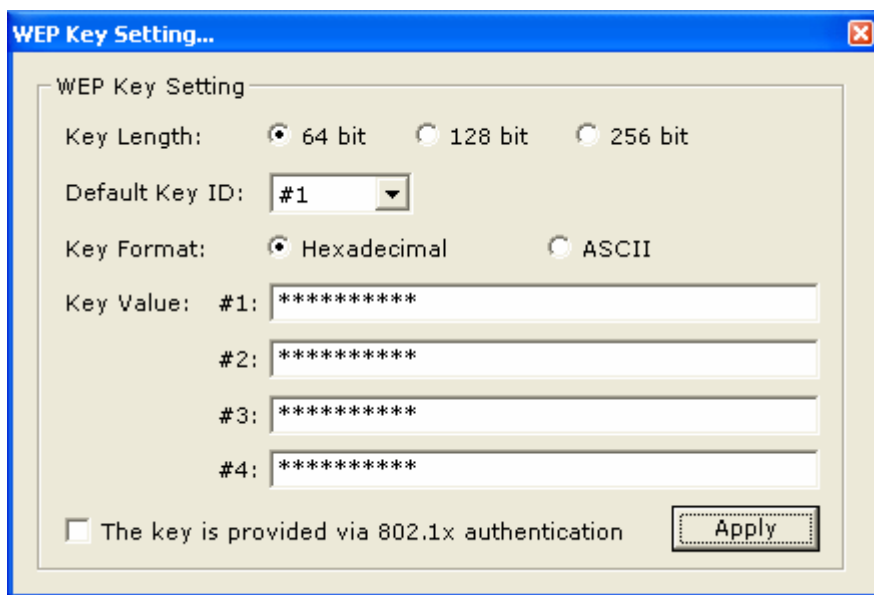 WEP Key Setting...
WEP Key Setting
Key Length: 64 bit 128 bit 256 bit
Default Key ID: #1
Key Format: Hexadecimal ASCII
Key Value: #1: **********
#2: **********
#3: **********
#4: **********
The key is provided via 802.1x authentication Apply